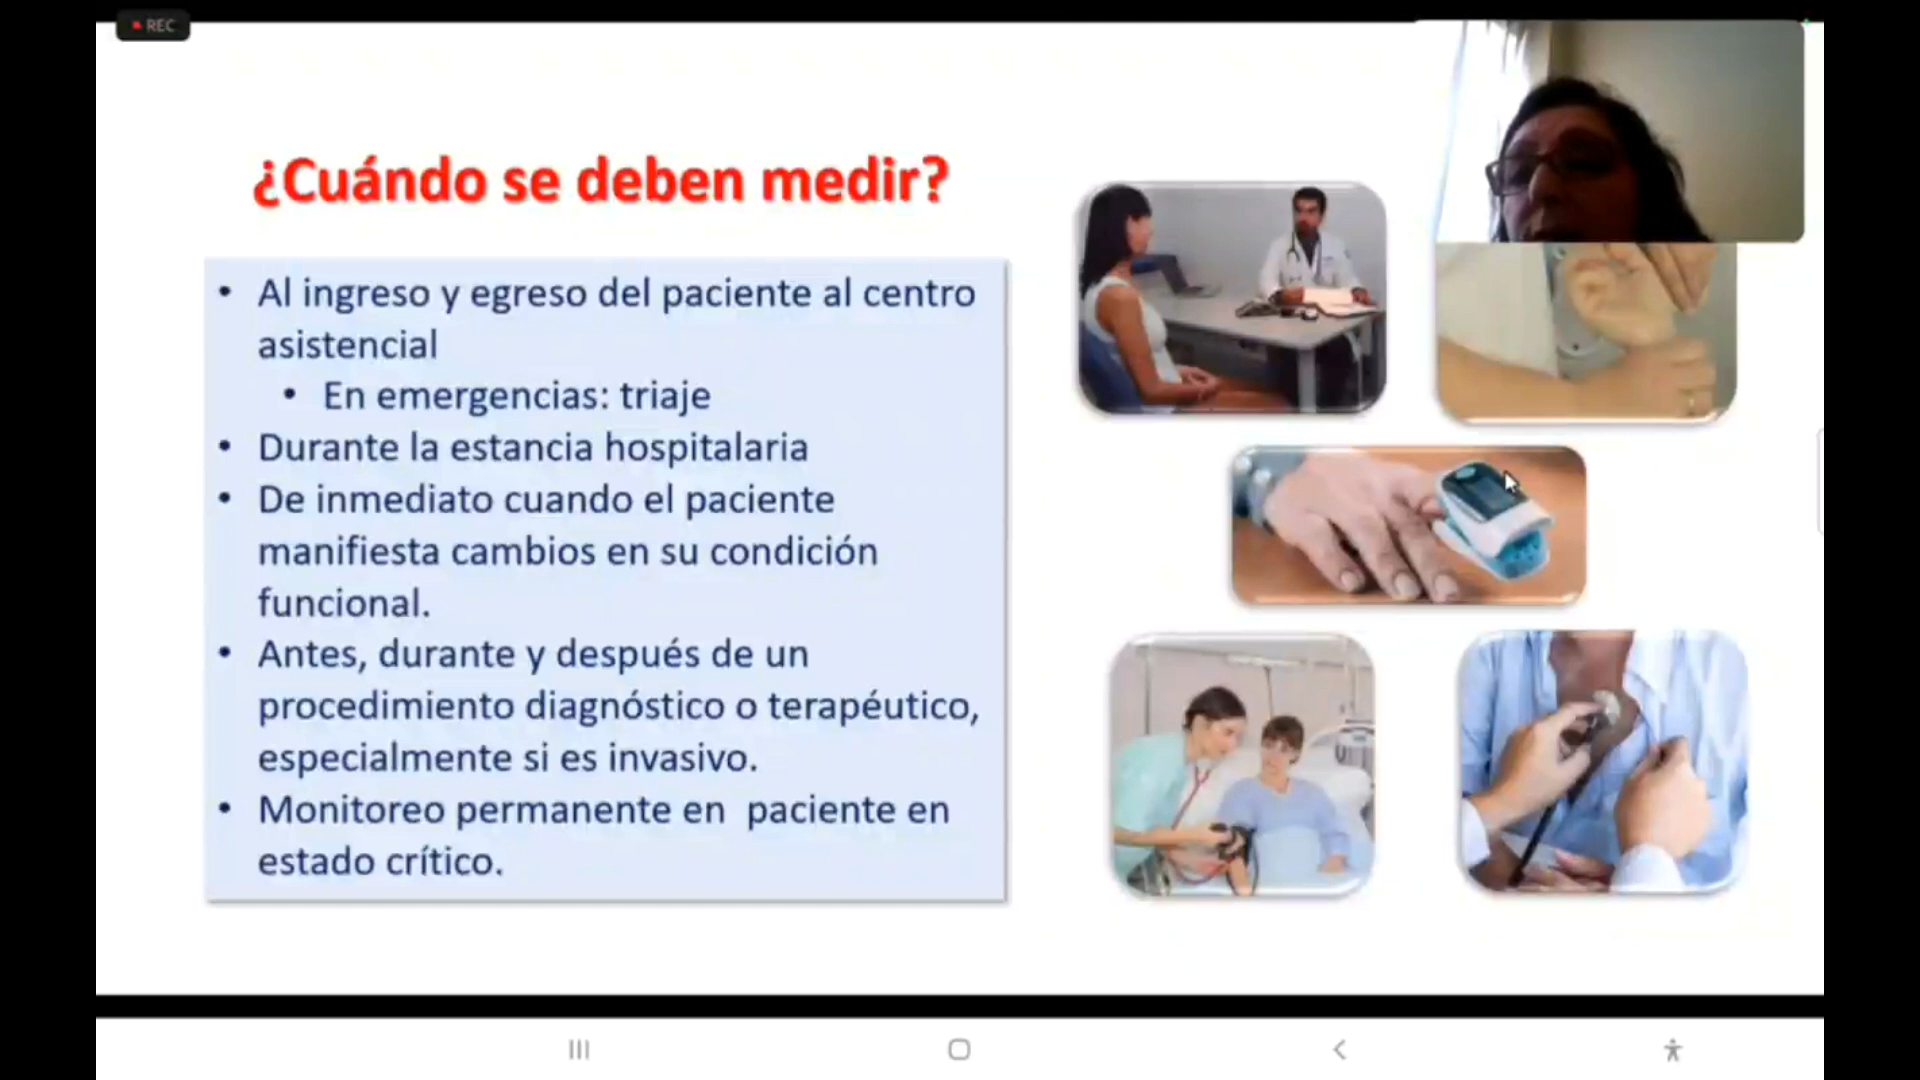 REC
¿Cuándo se deben medir?
• Al ingreso y egreso del paciente al centro
asistencial
• En emergencias: triaje
• Durante la estancia hospitalaria
• De inmediato cuando el paciente
manifiesta cambios en su condición
funcional.
• Antes, durante y después de un
procedimiento diagnóstico o terapéutico,
especialmente si es invasivo.
• Monitoreo permanente en  paciente en
estado crítico.